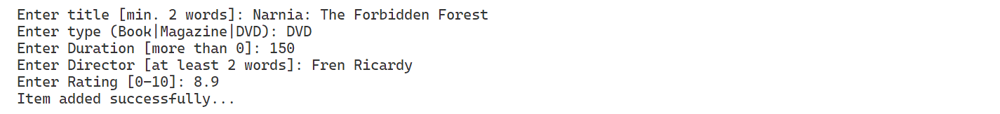 Enter title [min. 2 words]: Narnia: The Forbidden Forest
Enter type (Book|Magazine|DVD): DVD
Enter Duration [more than 0]: 150
Enter Director [at least 2 words]: Fren Ricardy
Enter Rating [0-10]: 8.9
Item added successfully...